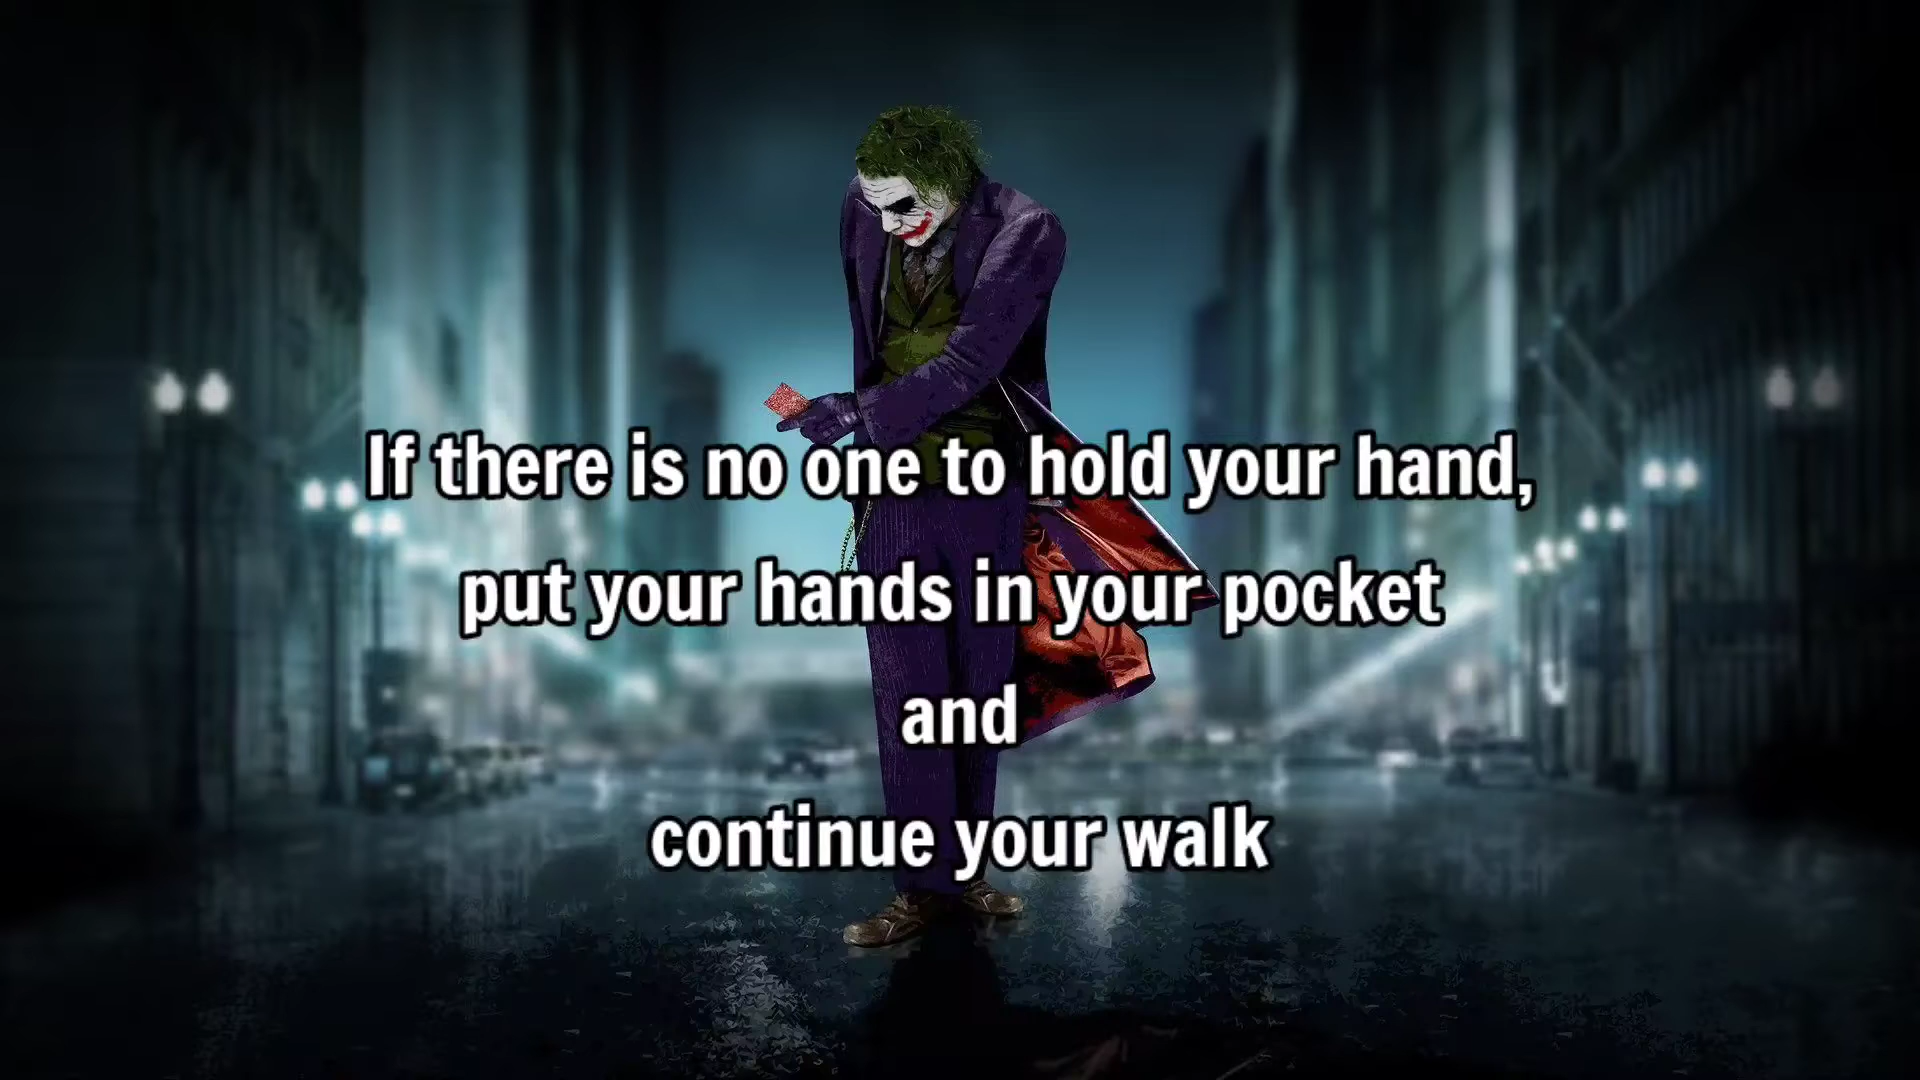 If there is no one to hold your hand,
put your hands in your pocket
and
continue your walk